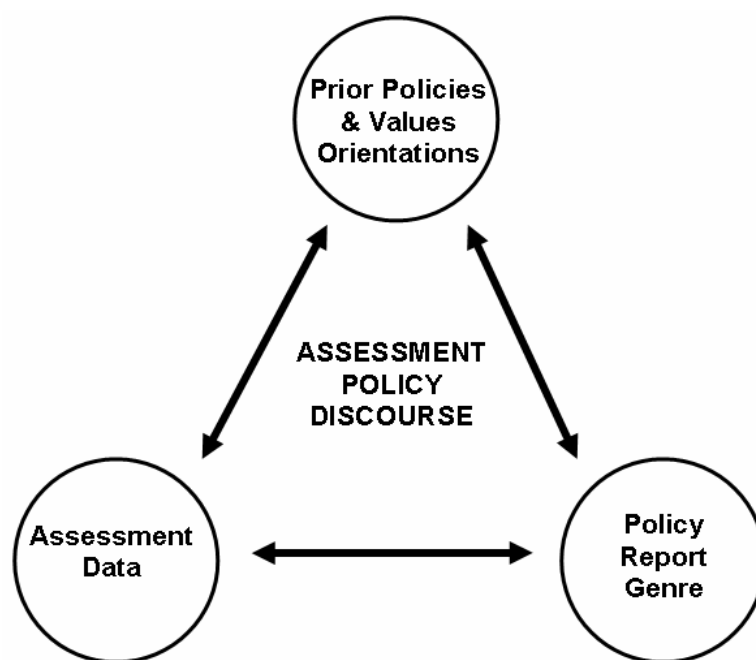 Prior Policies
& Values
Orientations
ASSESSMENT
POLICY
DISCOURSE
Assessment
Data
Policy
Report
Genre